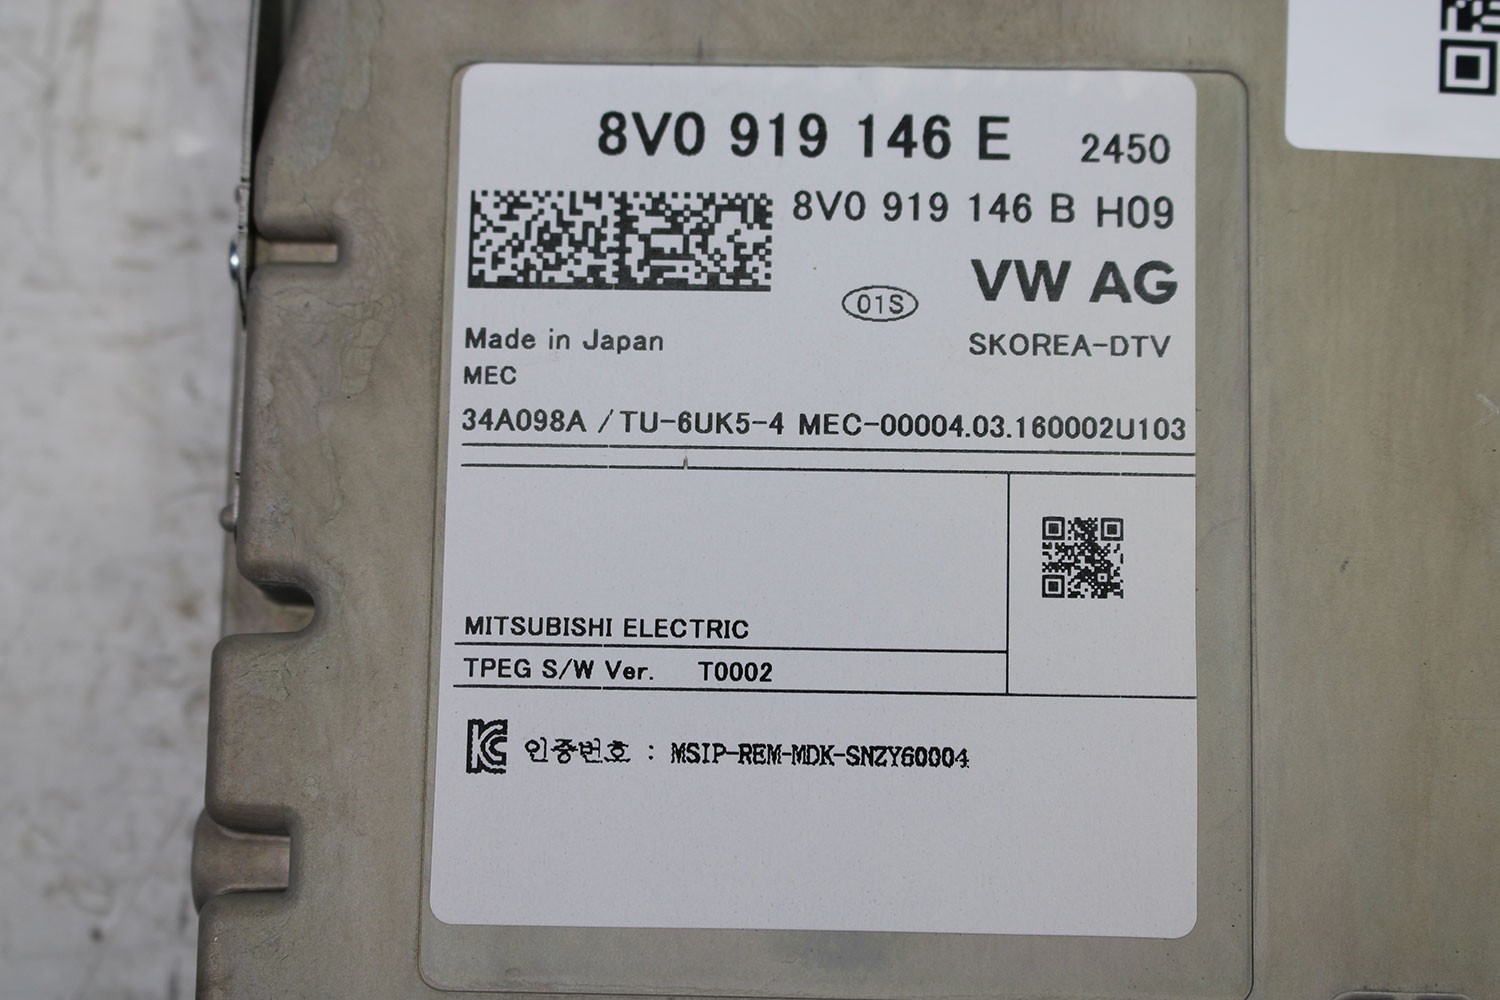 8V0 919 146 E 2450
8V0 919 146 B H09
01S
VW AG
Made in Japan
SKOREA-DTV
MEC
34A098A / TU-6UK5-4 MEC-00004.03.160002U103
MITSUBISHI ELECTRIC
TPEG S/W Ver. T0002
KC 인증번호 : MSIP-REM-MDK-SNZY60004